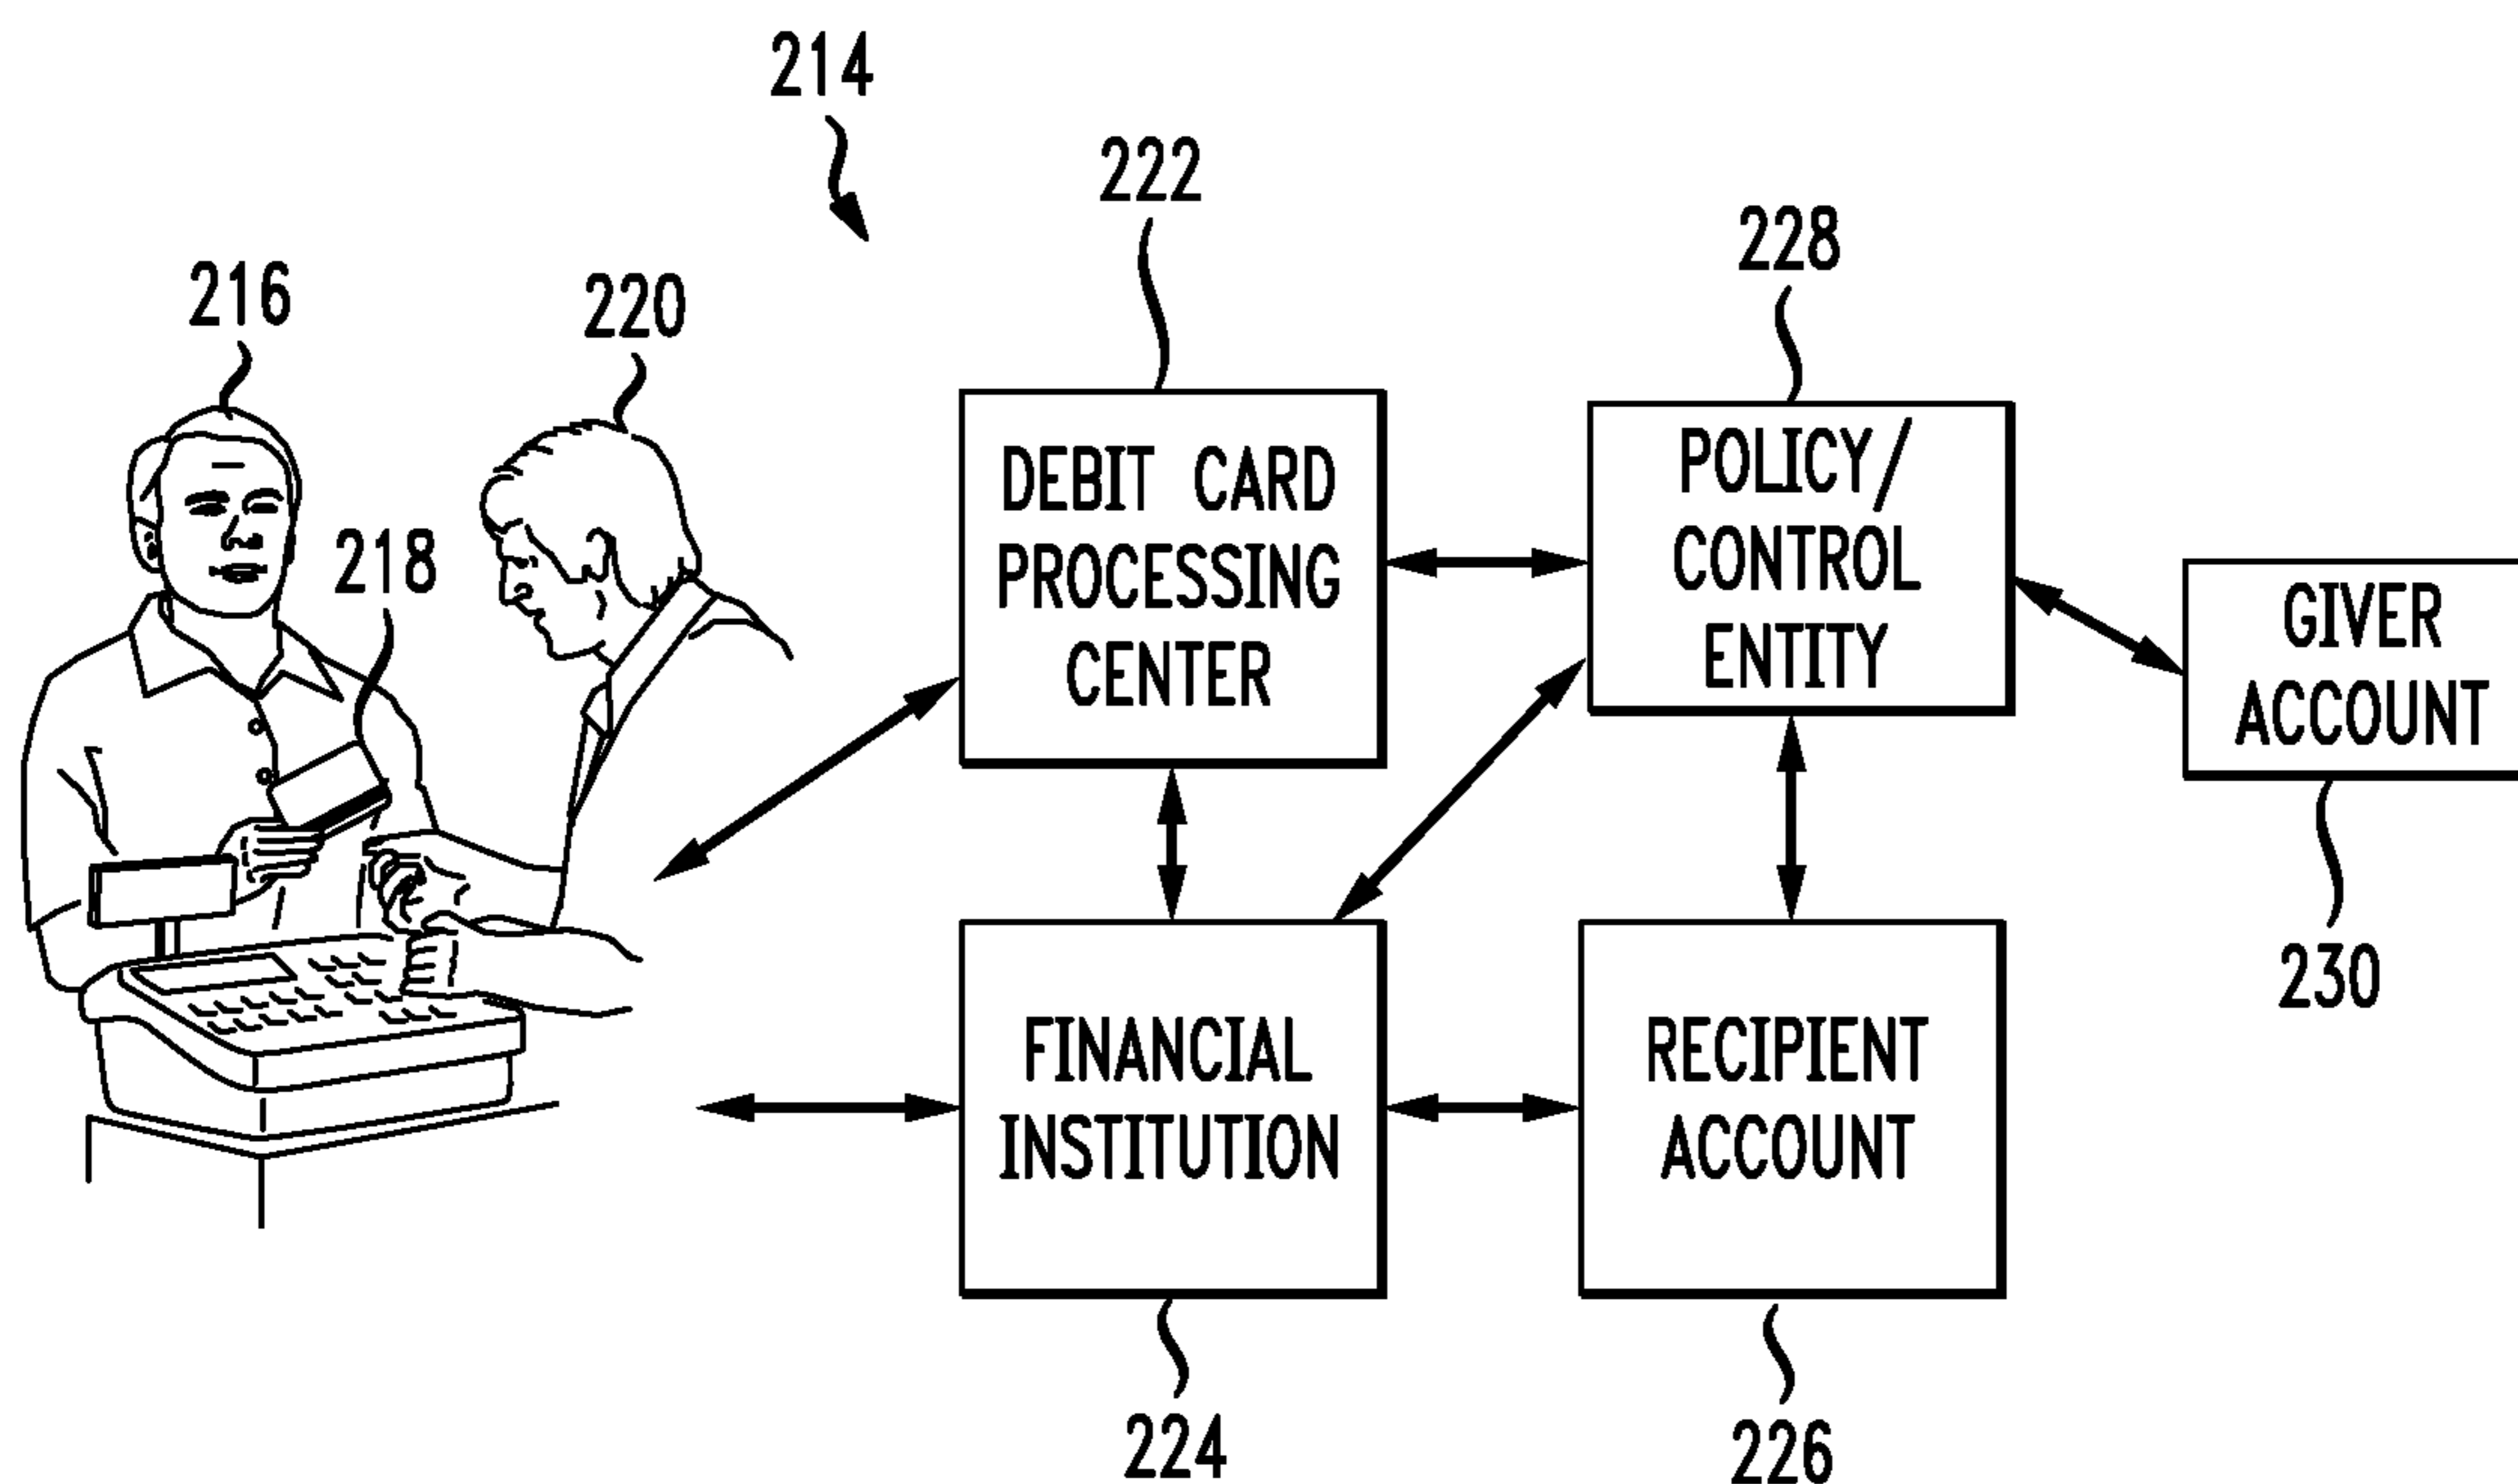 214
222
228
216
220
218
DEBIT CARD
PROCESSING
CENTER
POLICY/
CONTROL
ENTITY
GIVER
ACCOUNT
230
FINANCIAL
INSTITUTION
RECIPIENT
ACCOUNT
224
226